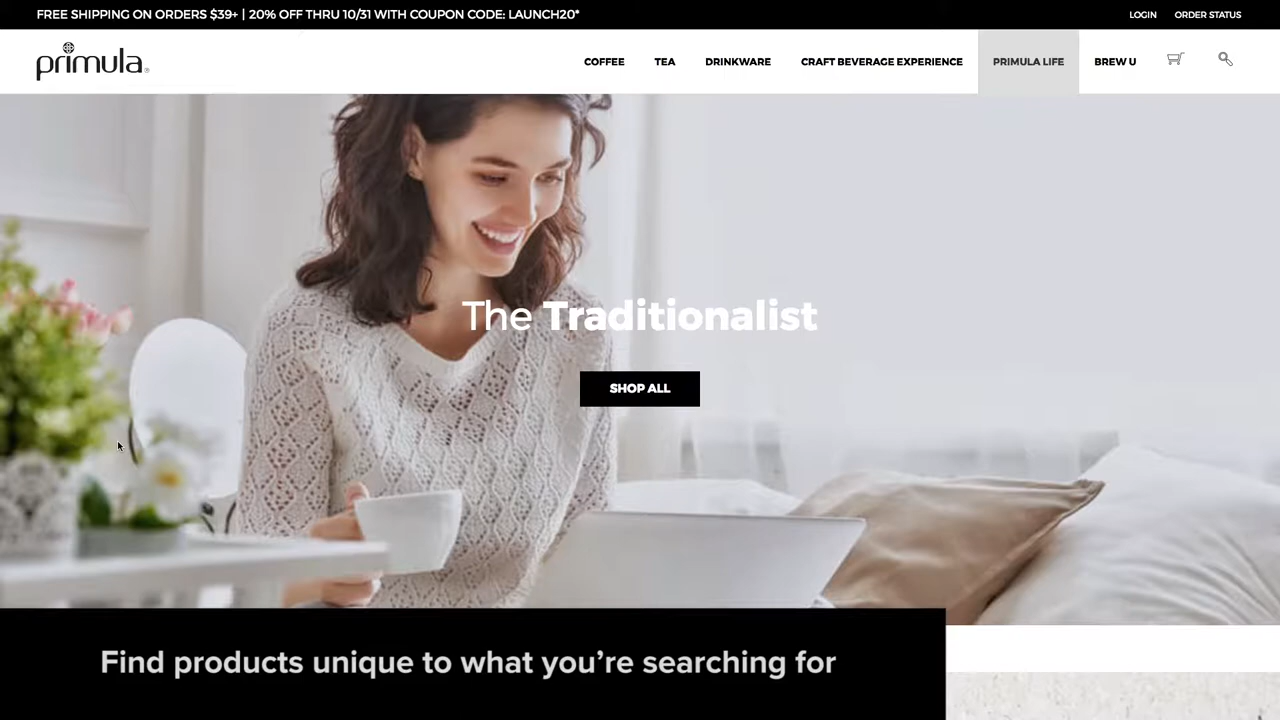 FREE SHIPPING ON ORDERS $39+ | 20% OFF THRU 10/31 WITH COUPON CODE: LAUNCH20*
LOGIN ORDER STATUS
primula
COFFEE TEA DRINKWARE CRAFT BEVERAGE EXPERIENCE PRIMULA LIFE BREW U
The Traditionalist
SHOP ALL
Find products unique to what you're searching for